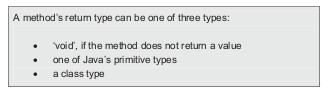 A method's return type can be one of three types:
• 'void', if the method does not return a value
• one of Java's primitive types
• a class type